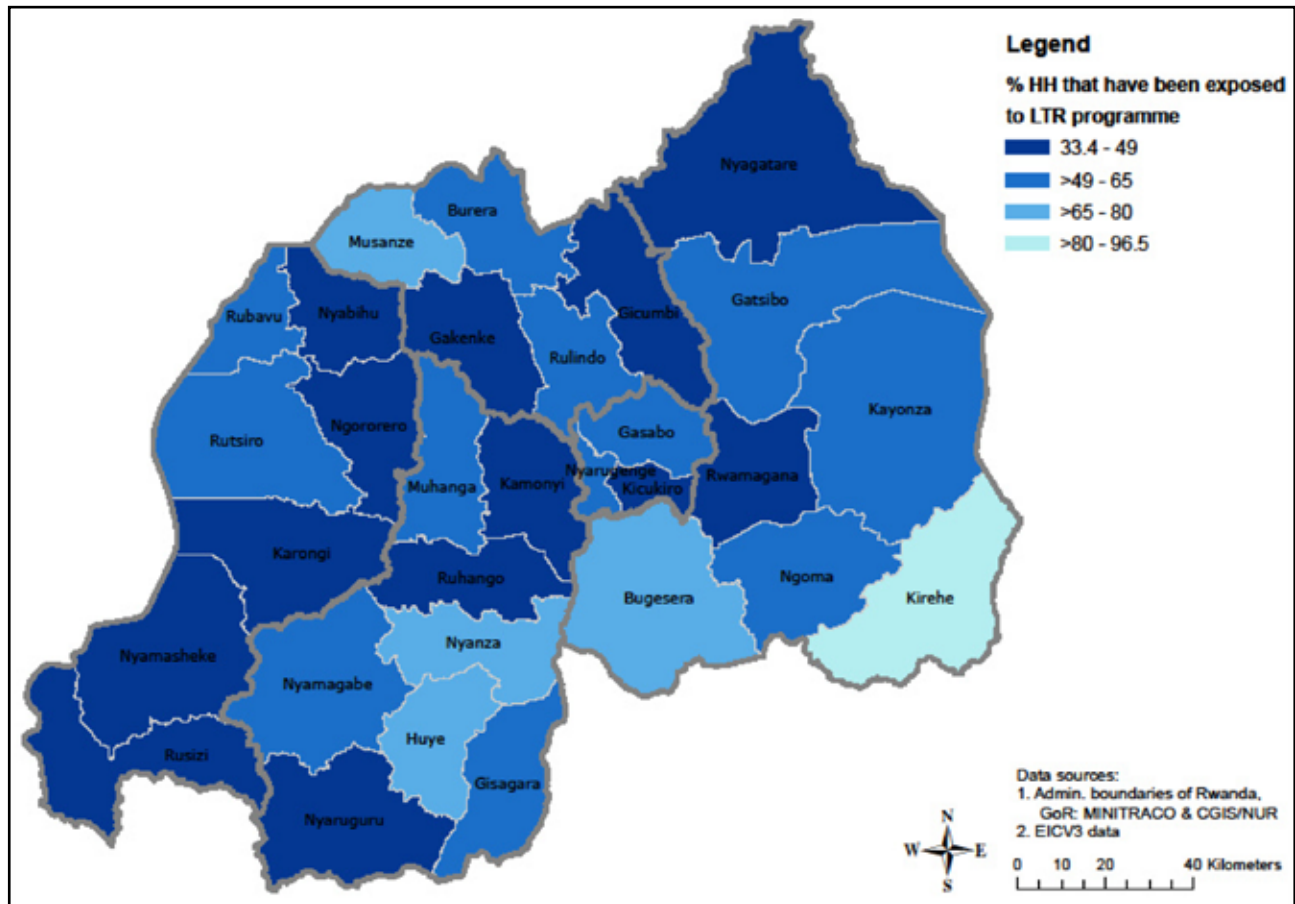 Legend
% HH that have been exposed
to LTR programme
33.4 - 49
>49 - 65
>65 - 80
>80 - 96.5
Nyagatare
Burera
Musanze
Gatsibo
Rubavu
Nyabihu
Gicumbi
Gakenke
Rulindo
Kayonza
Ngororero
Rutsiro
Gasabo
Nyarugenge
Rwamagana
Muhanga
Kamonyi
Kicukiro
Karongi
Ruhango
Ngoma
Bugesera
Kirehe
Nyanza
Nyamasheke
Nyamagabe
Huye
Rusizi
Gisagara
Nyaruguru
Data sources:
1. Admin. boundaries of Rwanda,
GoR: MINITRACO & CGIS/NUR
2. EICV3 data
N
W E
S
0 10 20 40 Kilometers